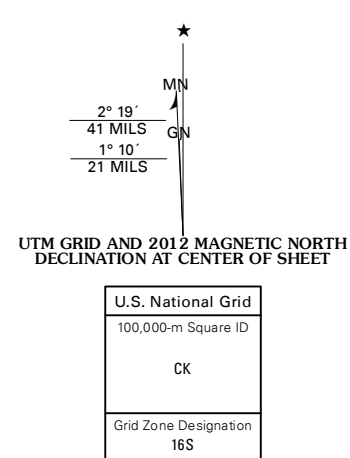 ★
MN
2° 19´
41 MILS
GN
1° 10´
21 MILS
UTM GRID AND 2012 MAGNETIC NORTH
DECLINATION AT CENTER OF SHEET
U.S. National Grid
100,000-m Square ID
CK
Grid Zone Designation
16S